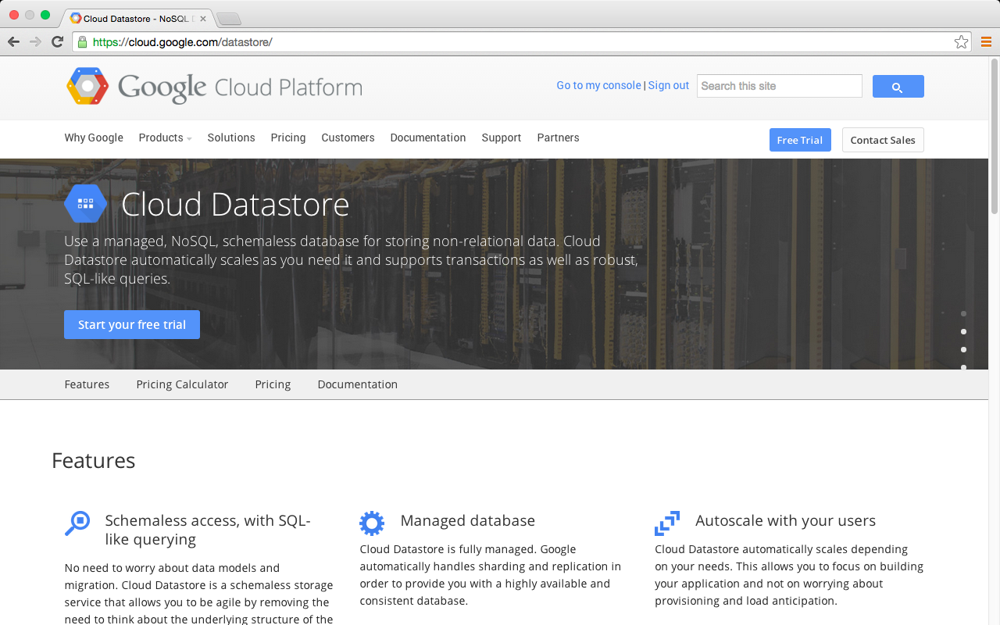 Cloud Datastore - NoSQL
https://cloud.google.com/datastore/
Google Cloud Platform
Go to my console | Sign out
Search this site
Why Google Products Solutions Pricing Customers Documentation Support Partners
Free Trial Contact Sales
Cloud Datastore
Use a managed, NoSQL, schemaless database for storing non-relational data. Cloud
Datastore automatically scales as you need it and supports transactions as well as robust,
SQL-like queries.
Start your free trial
Features Pricing Calculator Pricing Documentation
Features
Schemaless access, with SQL-
like querying
No need to worry about data models and
migration. Cloud Datastore is a schemaless storage
service that allows you to be agile by removing the
need to think about the underlying structure of the
Managed database
Cloud Datastore is fully managed. Google
automatically handles sharding and replication in
order to provide you with a highly available and
consistent database.
Autoscale with your users
Cloud Datastore automatically scales depending
on your needs. This allows you to focus on building
your application and not on worrying about
provisioning and load anticipation.